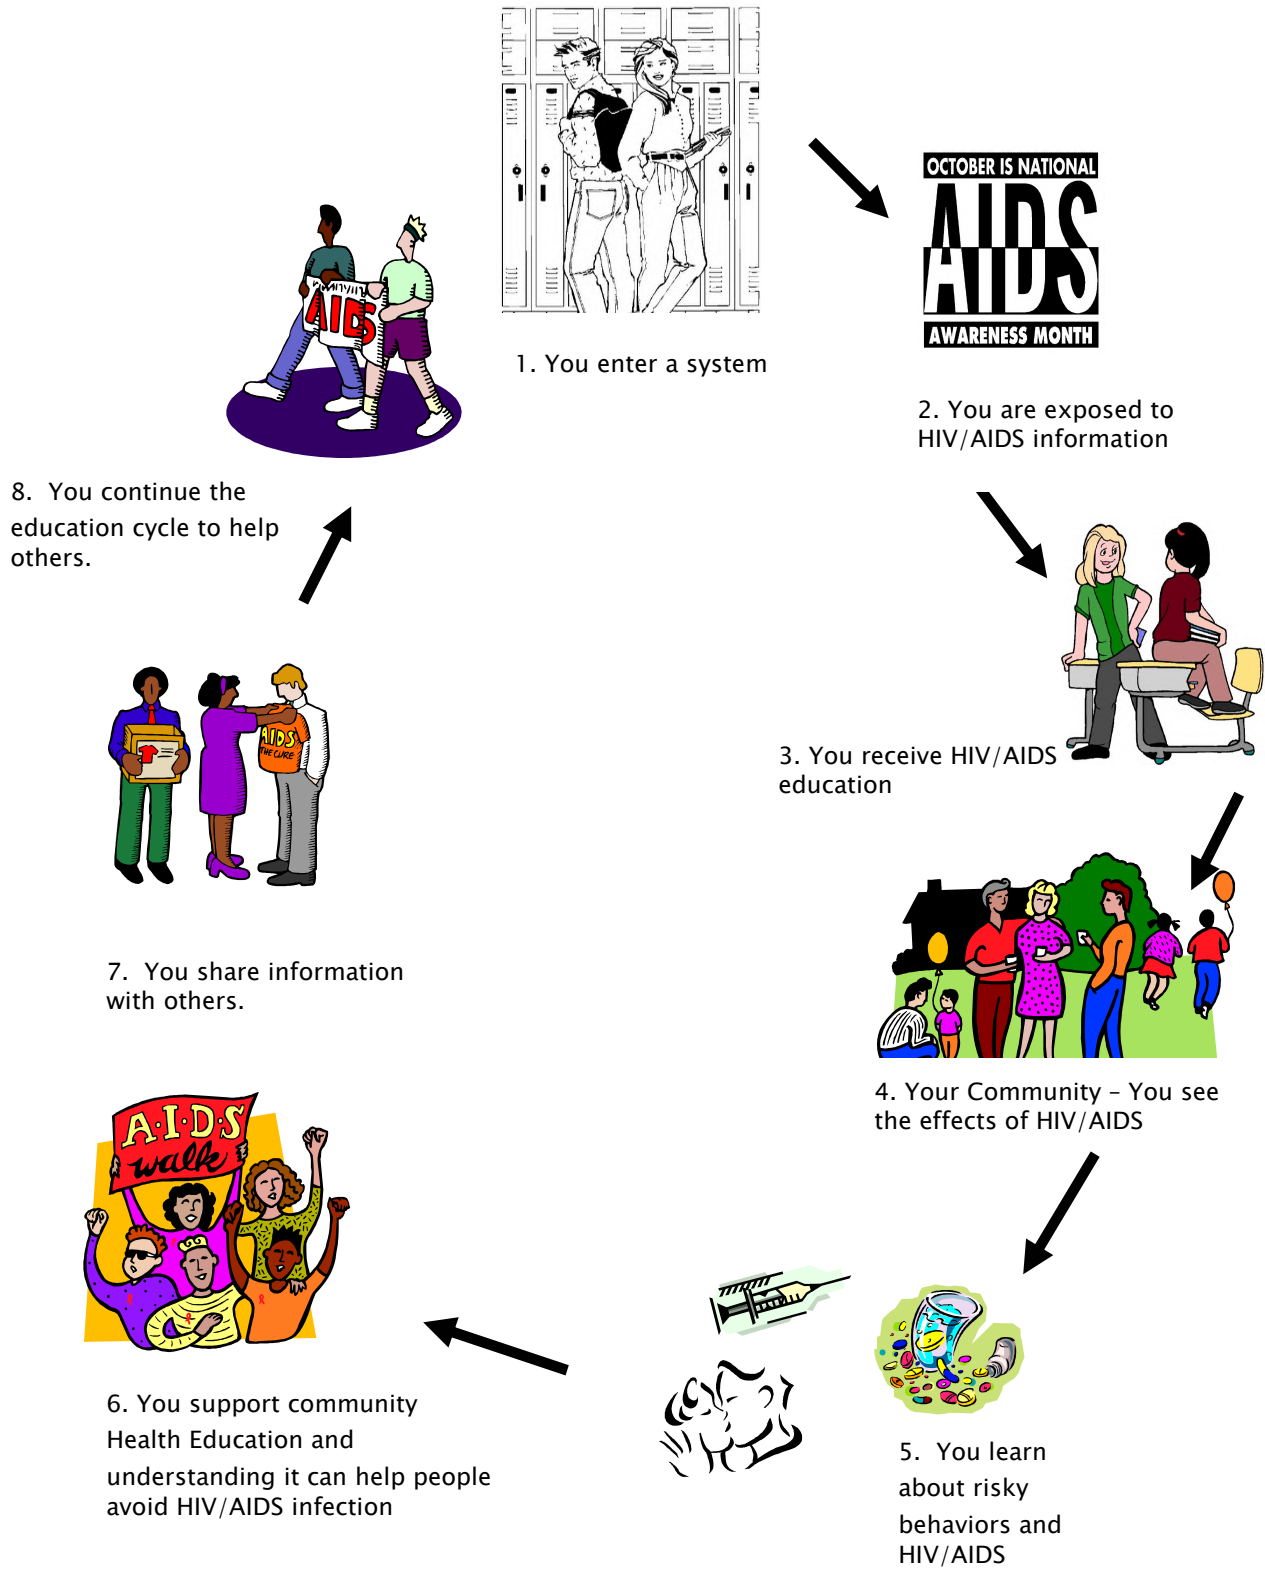 1. You enter a system
OCTOBER IS NATIONAL
AIDS
AWARENESS MONTH
2. You are exposed to
HIV/AIDS information
3. You receive HIV/AIDS
education
4. Your Community – You see
the effects of HIV/AIDS
5.  You learn
about risky
behaviors and
HIV/AIDS
A·I·D·S
walk
6. You support community
Health Education and
understanding it can help people
avoid HIV/AIDS infection
AIDS
THE CURE
7.  You share information
with others.
AIDS
8.  You continue the
education cycle to help
others.